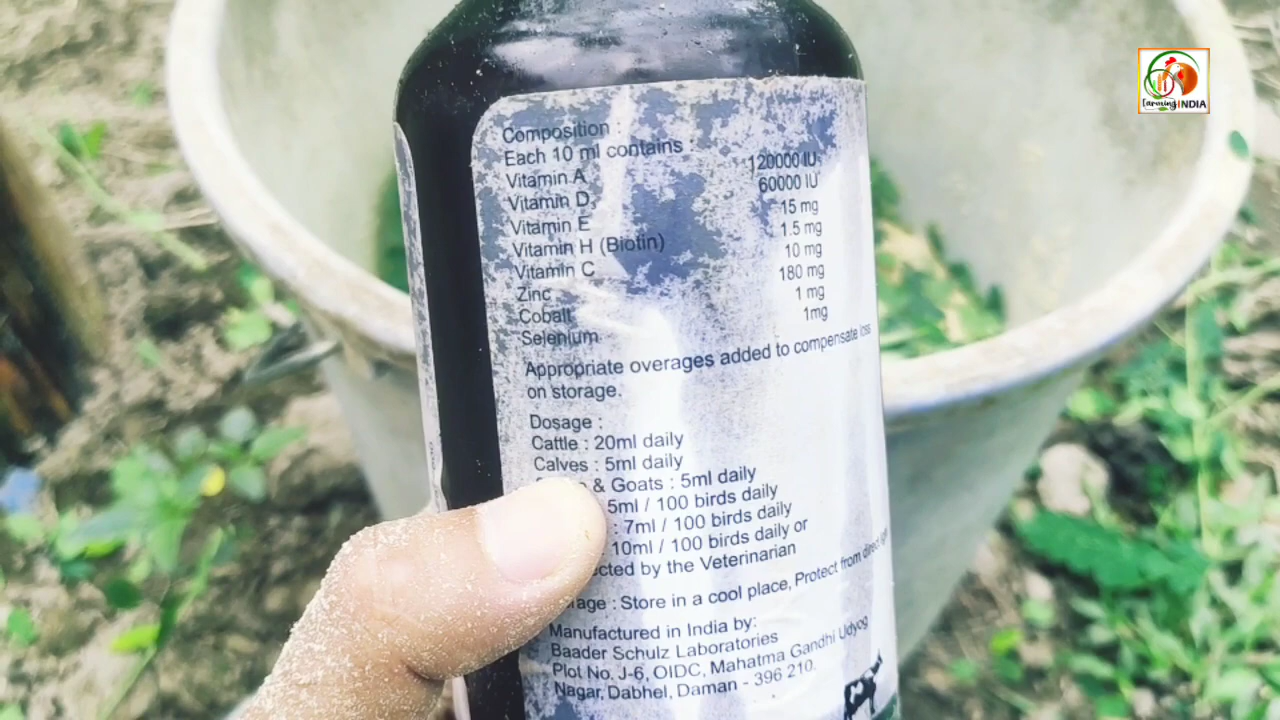 Composition :
Each 10 ml contains :
Vitamin A 120000 IU
Vitamin D 60000 IU
Vitamin E 15 mg
Vitamin H (Biotin) 1.5 mg
Vitamin C 10 mg
Zinc 180 mg
Cobalt 1 mg
Selenium 1mg
Appropriate overages added to compensate loss
on storage.
Dosage :
Cattle : 20ml daily
Calves : 5ml daily
& Goats : 5ml daily
5ml / 100 birds daily
: 7ml / 100 birds daily
10ml / 100 birds daily or
by the Veterinarian
: Store in a cool place, Protect from direct
Manufactured in India by:
Baader Schulz Laboratories
Plot No. J-6, OIDC, Mahatma Gandhi Udyog
Nagar, Dabhel, Daman - 396 210.
Farming INDIA